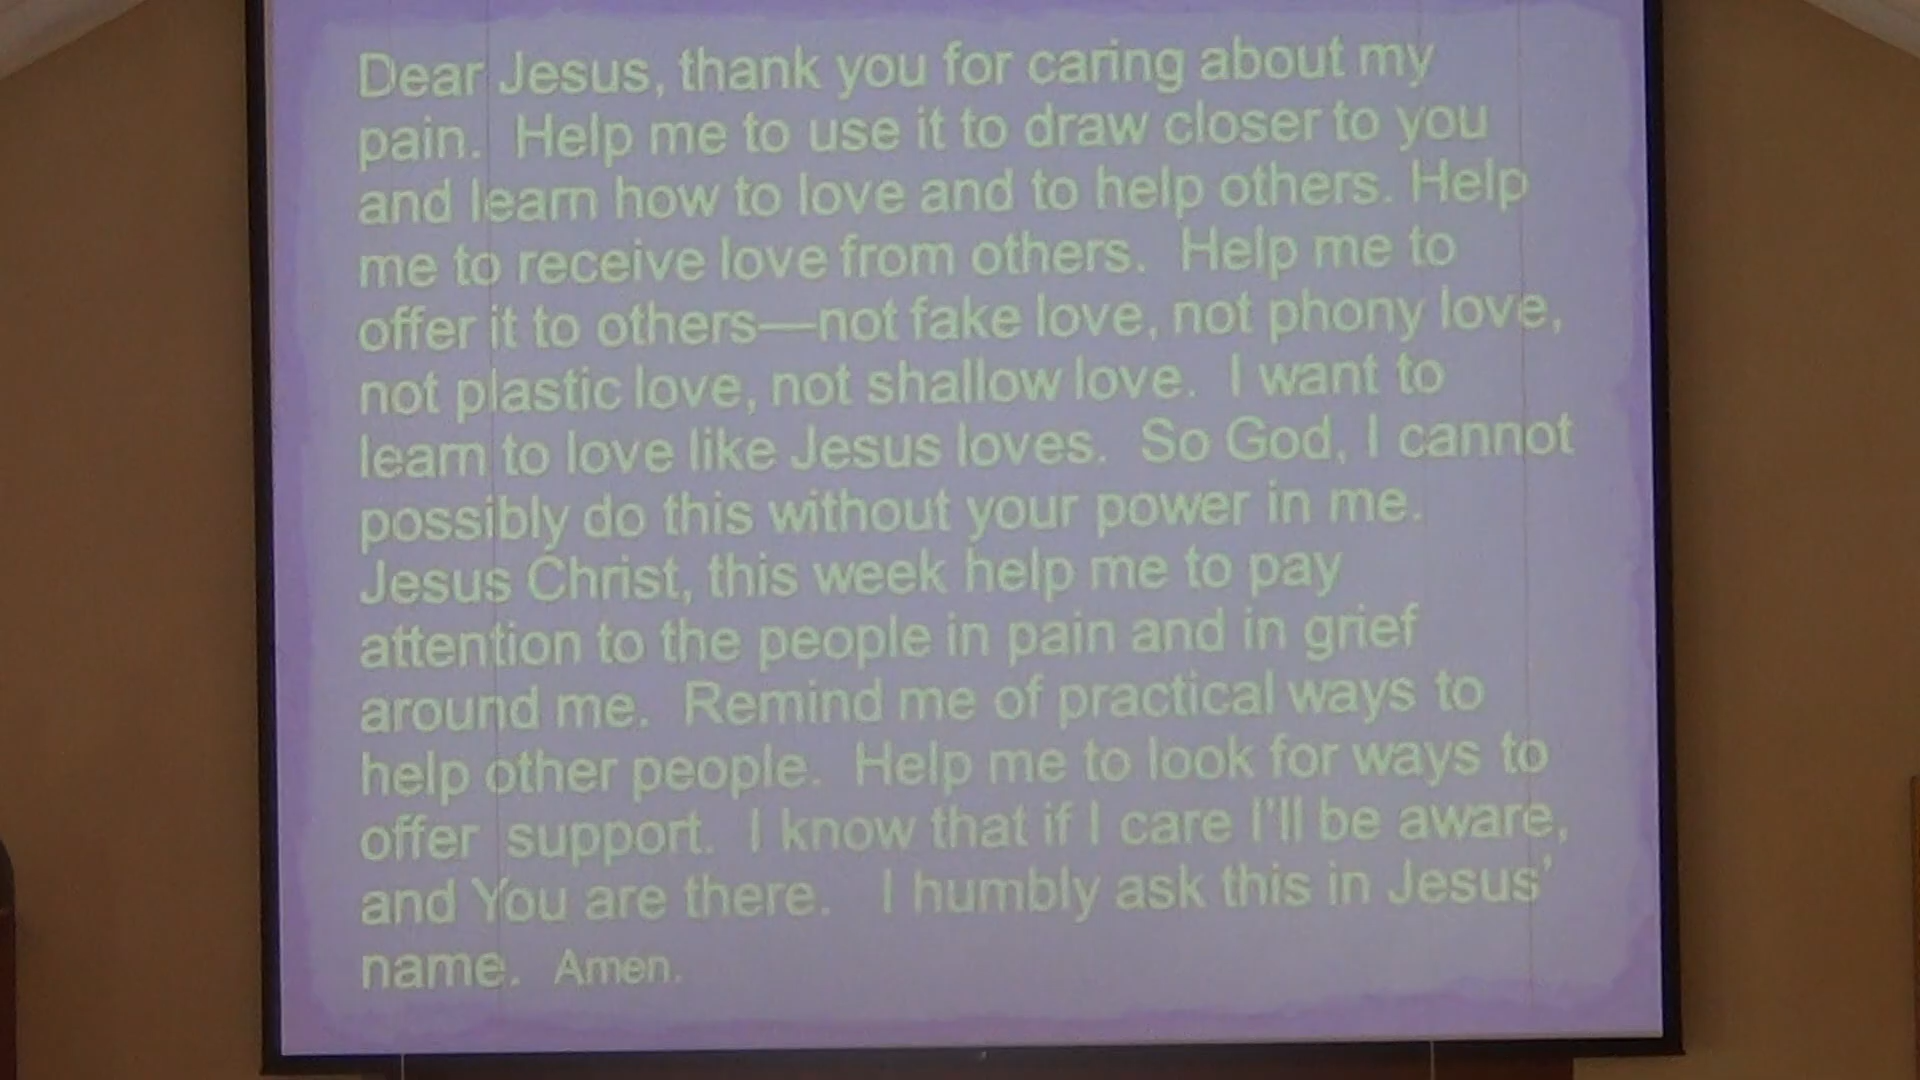 Dear Jesus, thank you for caring about my
pain. Help me to use it to draw closer to you
and learn how to love and to help others. Help
me to receive love from others. Help me to
offer it to others—not fake love, not phony love,
not plastic love, not shallow love. I want to
learn to love like Jesus loves. So God, I cannot
possibly do this without your power in me.
Jesus Christ, this week help me to pay
attention to the people in pain and in grief
around me. Remind me of practical ways to
help other people. Help me to look for ways to
offer support. I know that if I care I'll be aware,
and You are there. I humbly ask this in Jesus'
name. Amen.